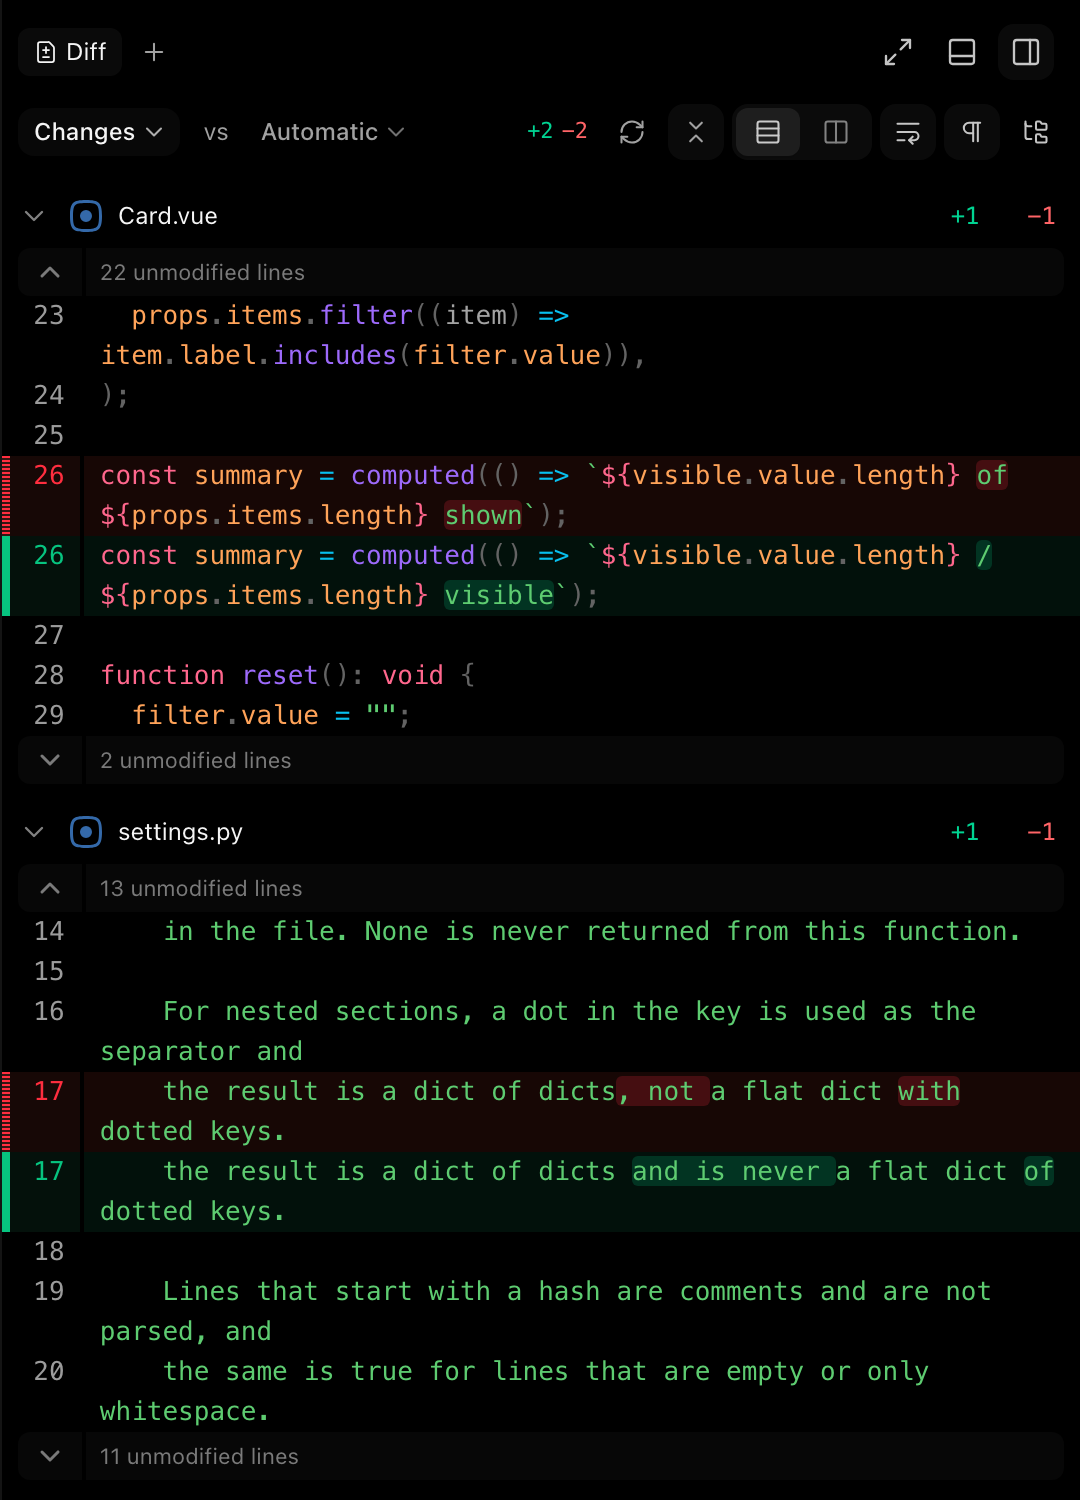 Diff
Changes vs Automatic +2 −2
Card.vue +1 −1
22 unmodified lines
23   props.items.filter((item) =>
item.label.includes(filter.value)),
24 );
25
26 const summary = computed(() => `${visible.value.length} of
${props.items.length} shown`);
26 const summary = computed(() => `${visible.value.length} /
${props.items.length} visible`);
27
28 function reset(): void {
29   filter.value = "";
2 unmodified lines
settings.py +1 −1
13 unmodified lines
14     in the file. None is never returned from this function.
15
16     For nested sections, a dot in the key is used as the
separator and
17     the result is a dict of dicts, not a flat dict with
dotted keys.
17     the result is a dict of dicts and is never a flat dict of
dotted keys.
18
19     Lines that start with a hash are comments and are not
parsed, and
20     the same is true for lines that are empty or only
whitespace.
11 unmodified lines